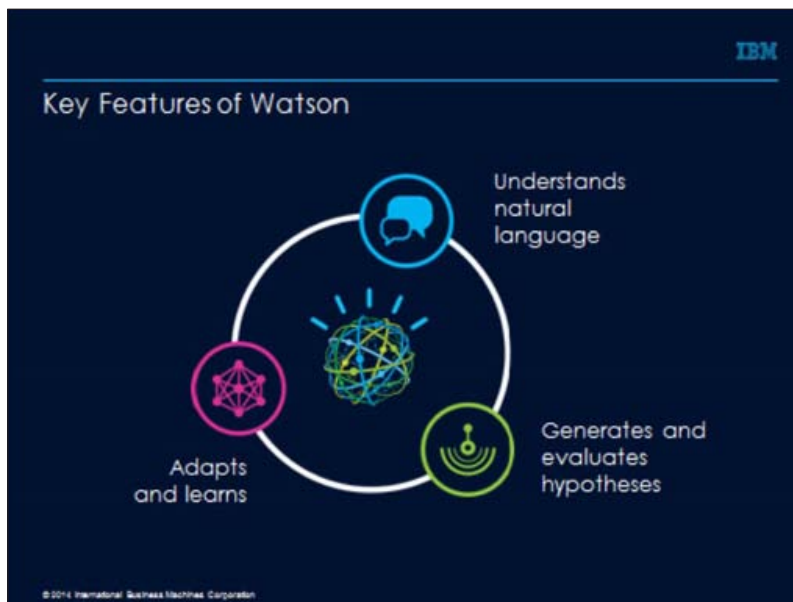 IBM
Key Features of Watson
Understands
natural
language
Generates and
evaluates
hypotheses
Adapts
and learns
© 2014 International Business Machines Corporation